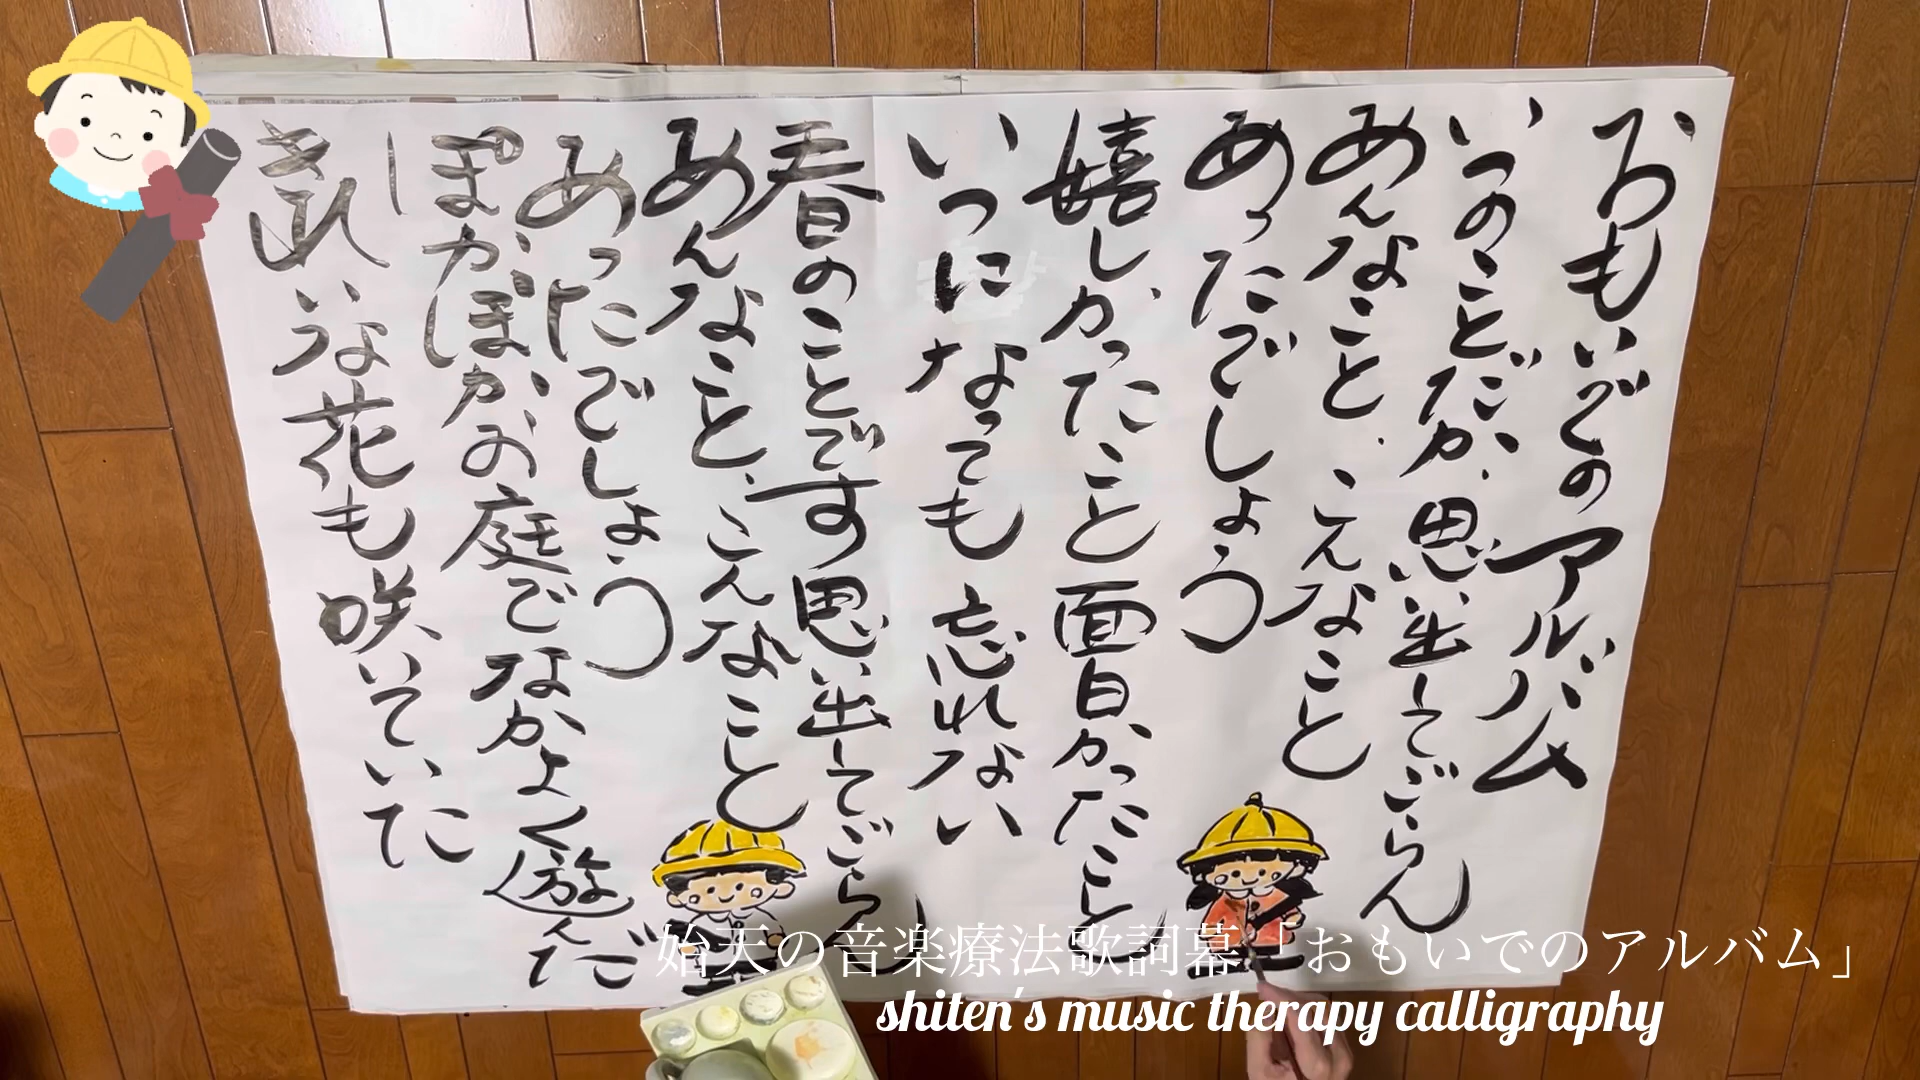 おもいでのアルバム
いつのことだか、思い出してごらん
あんなこと、こんなこと
あったでしょう
嬉しかったこと面白かったこと
いつになっても忘れない
春のことです思い出してごらん
あんなこと、こんなこと
あったでしょう
ぽかぽかお庭でなかよく遊んだ
きれいな花も咲いていた
始天の音楽療法歌詞幕「おもいでのアルバム」
shiten's music therapy calligraphy